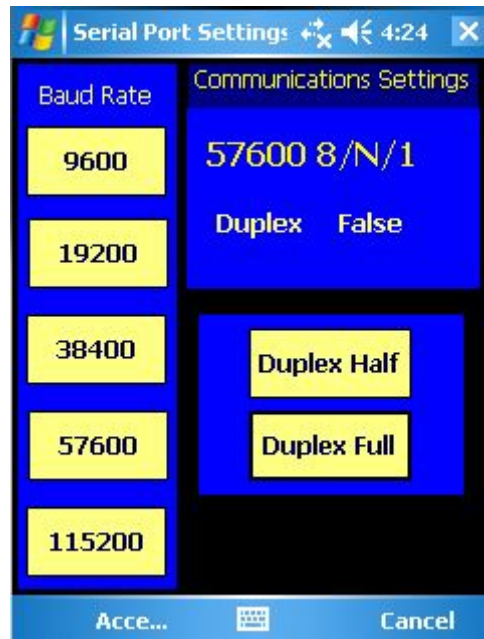 Serial Port Settings 4:24
Baud Rate
9600
19200
38400
57600
115200
Communications Settings
57600 8/N/1
Duplex False
Duplex Half
Duplex Full
Acce... Cancel